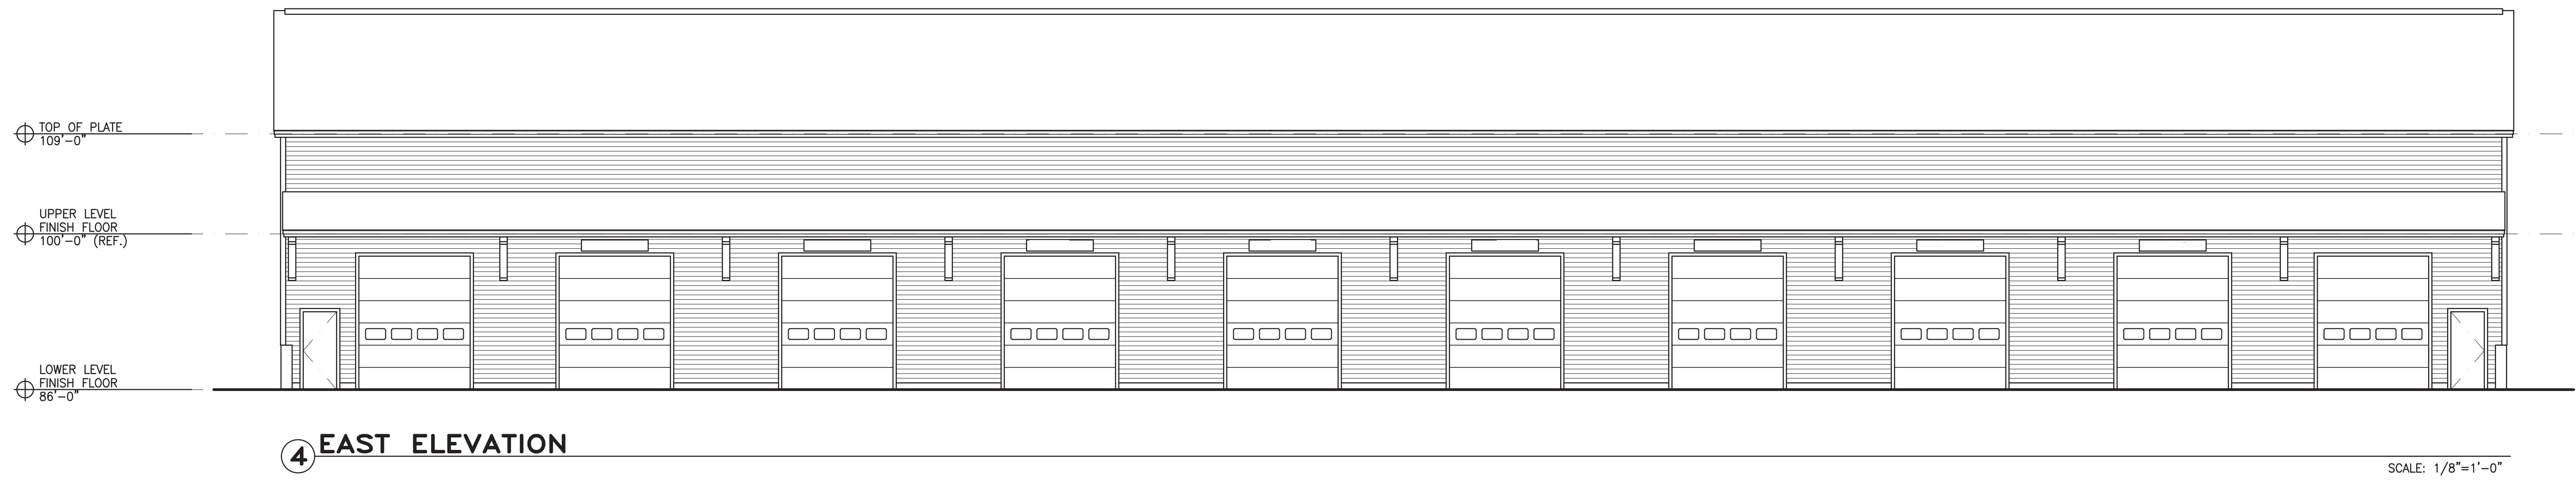 TOP OF PLATE
109'-0"
UPPER LEVEL
FINISH FLOOR
100'-0" (REF.)
LOWER LEVEL
FINISH FLOOR
86'-0"
4 EAST ELEVATION
SCALE: 1/8"=1'-0"